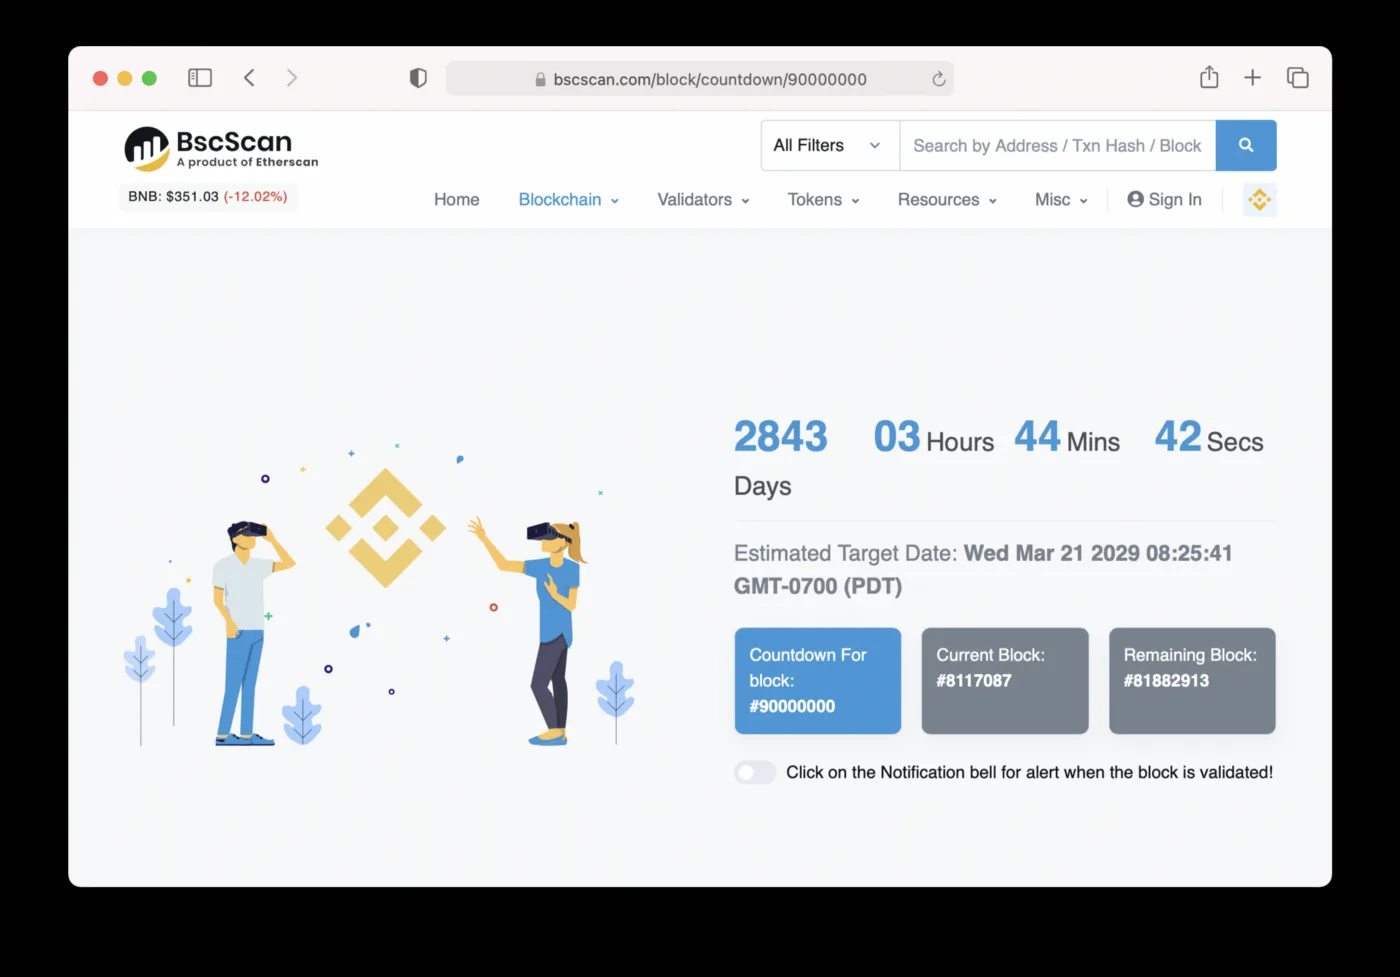 bscscan.com/block/countdown/90000000
BscScan
A product of Etherscan
All Filters
Search by Address / Txn Hash / Block
BNB: $351.03 (-12.02%)
Home
Blockchain
Validators
Tokens
Resources
Misc
Sign In
2843 03 Hours 44 Mins 42 Secs
Days
Estimated Target Date: Wed Mar 21 2029 08:25:41
GMT-0700 (PDT)
Countdown For
block:
#90000000
Current Block:
#8117087
Remaining Block:
#81882913
Click on the Notification bell for alert when the block is validated!